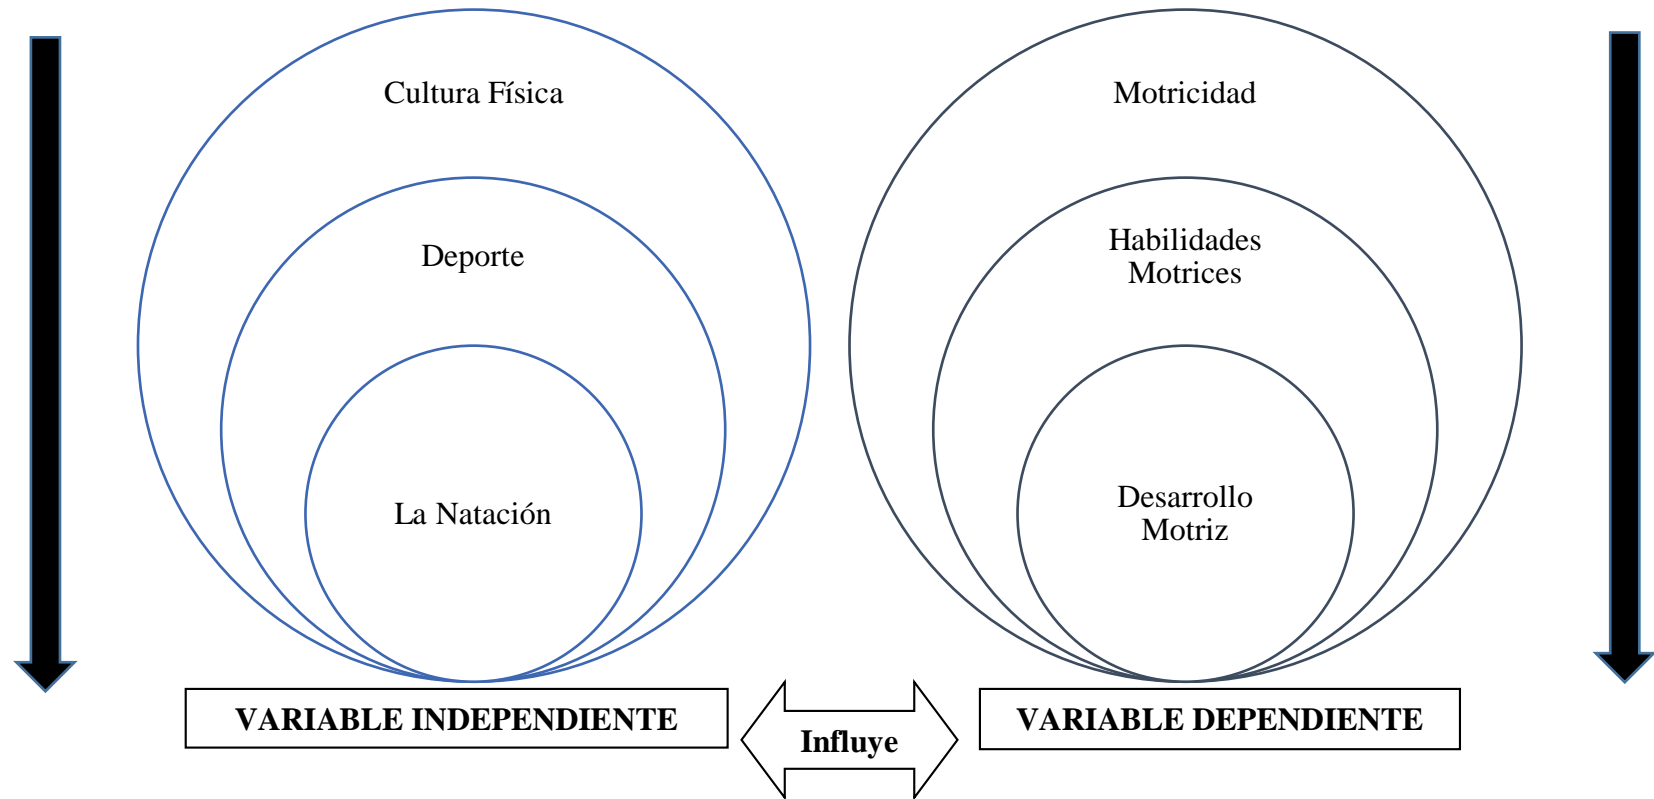 Cultura Física
Deporte
La Natación
VARIABLE INDEPENDIENTE
Influye
Motricidad
Habilidades
Motrices
Desarrollo
Motriz
VARIABLE DEPENDIENTE